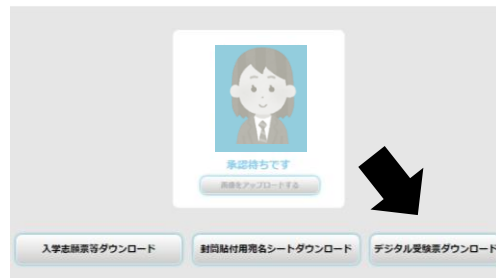 承認待ちです
画像をアップロードする
入学志願票等ダウンロード
封筒貼付用宛名シートダウンロード
デジタル受験票ダウンロード